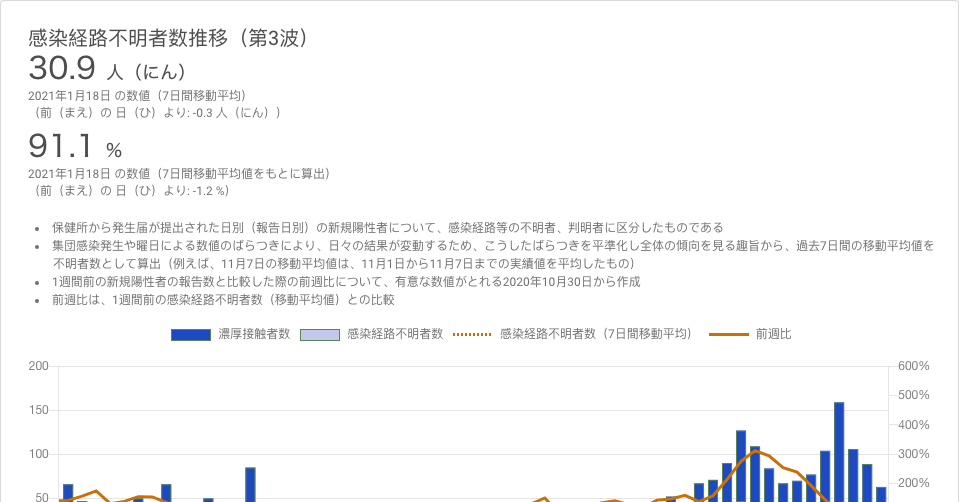 感染経路不明者数推移（第3波）
30.9 人（にん）
2021年1月18日 の数値（7日間移動平均）
（前（まえ）の 日（ひ）より: -0.3 人（にん））
91.1 %
2021年1月18日 の数値（7日間移動平均値をもとに算出）
（前（まえ）の 日（ひ）より: -1.2 %）
• 保健所から発生届が提出された日別（報告日別）の新規陽性者について、感染経路等の不明者、判明者に区分したものである
• 集団感染発生や曜日による数値のばらつきにより、日々の結果が変動するため、こうしたばらつきを平準化し全体の傾向を見る趣旨から、過去7日間の移動平均値を
不明者数として算出（例えば、11月7日の移動平均値は、11月1日から11月7日までの実績値を平均したもの）
• 1週間前の新規陽性者の報告数と比較した際の前週比について、有意な数値がとれる2020年10月30日から作成
• 前週比は、1週間前の感染経路不明者数（移動平均値）との比較
濃厚接触者数 感染経路不明者数 感染経路不明者数（7日間移動平均） 前週比
200 600%
500%
150
400%
100 300%
200%
50